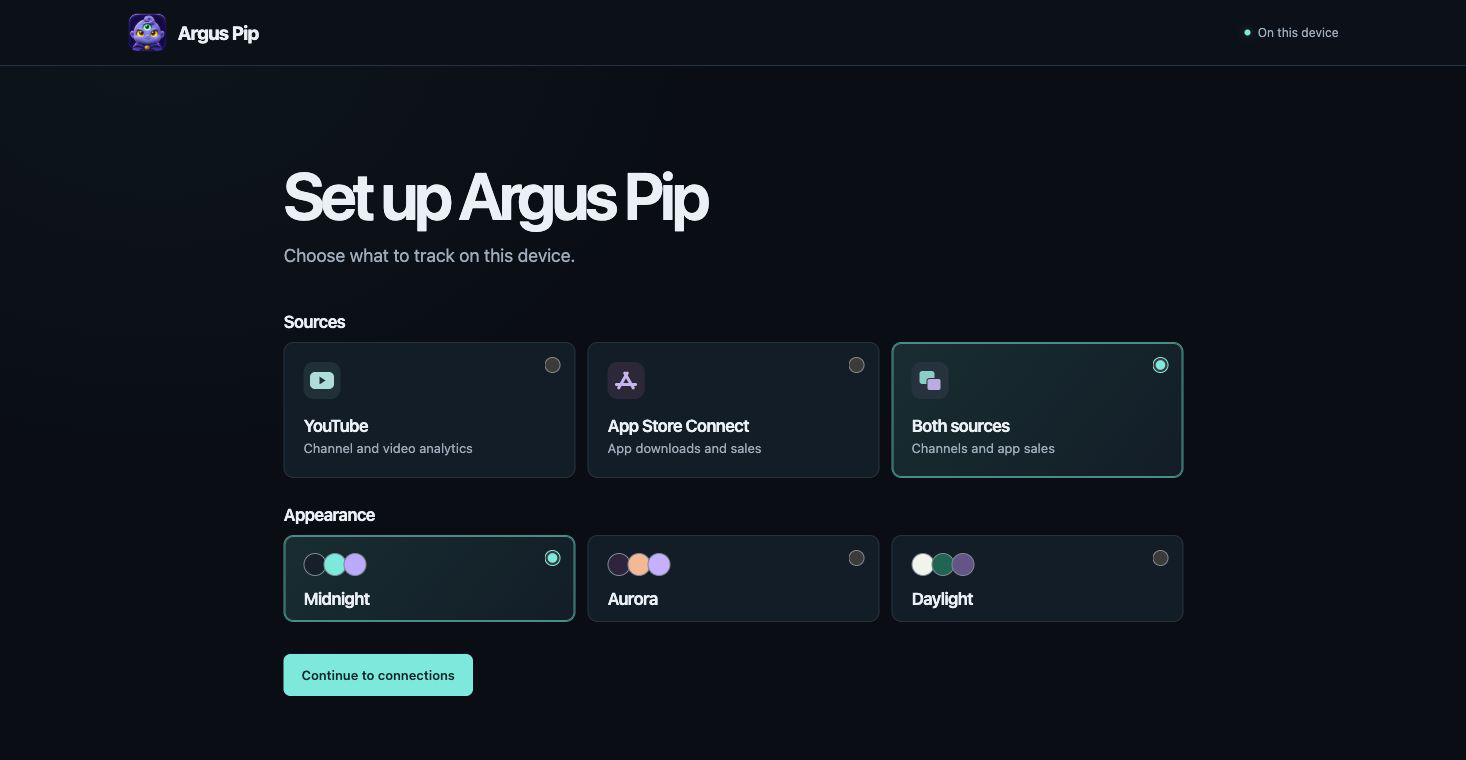 Argus Pip
On this device
Set up Argus Pip
Choose what to track on this device.
Sources
YouTube
Channel and video analytics
App Store Connect
App downloads and sales
Both sources
Channels and app sales
Appearance
Midnight
Aurora
Daylight
Continue to connections